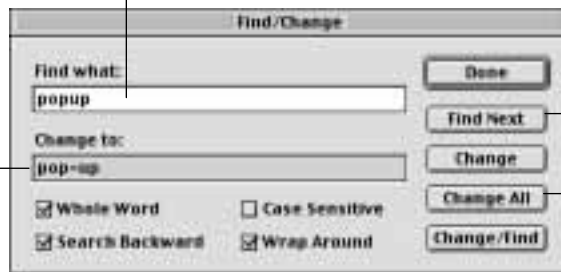 Find/Change
Find what:
popup
Change to:
pop-up
Whole Word
Case Sensitive
Search Backward
Wrap Around
Done
Find Next
Change
Change All
Change/Find